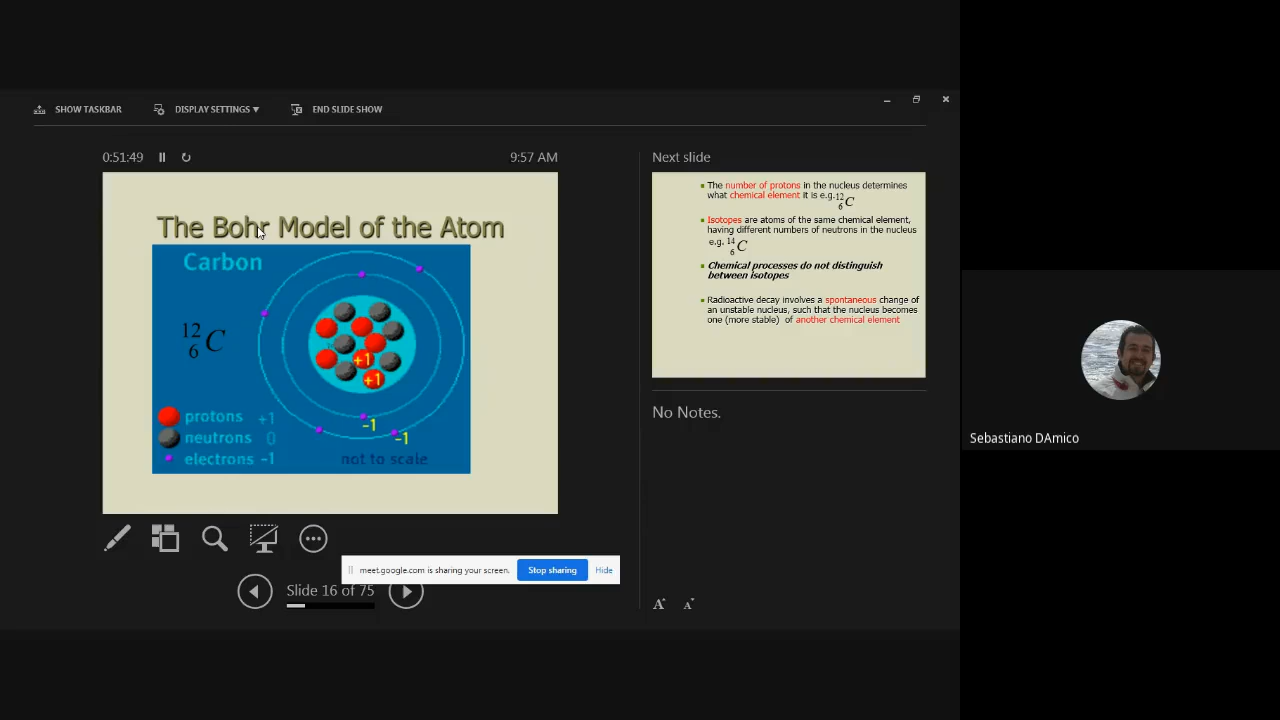 SHOW TASKBAR
DISPLAY SETTINGS ▼
END SLIDE SHOW
0:51:49
9:57 AM
The Bohr Model of the Atom
Carbon
12
6 C
+1
+1
-1
-1
protons +1
neutrons 0
electrons -1
not to scale
Next slide
▪ The number of protons in the nucleus determines
what chemical element it is e.g. 12
6 C
▪ Isotopes are atoms of the same chemical element,
having different numbers of neutrons in the nucleus
e.g. 14
6 C
▪ Chemical processes do not distinguish
between isotopes
▪ Radioactive decay involves a spontaneous change of
an unstable nucleus, such that the nucleus becomes
one (more stable) of another chemical element
No Notes.
meet.google.com is sharing your screen.
Stop sharing
Hide
Slide 16 of 75
A A
Sebastiano DAmico